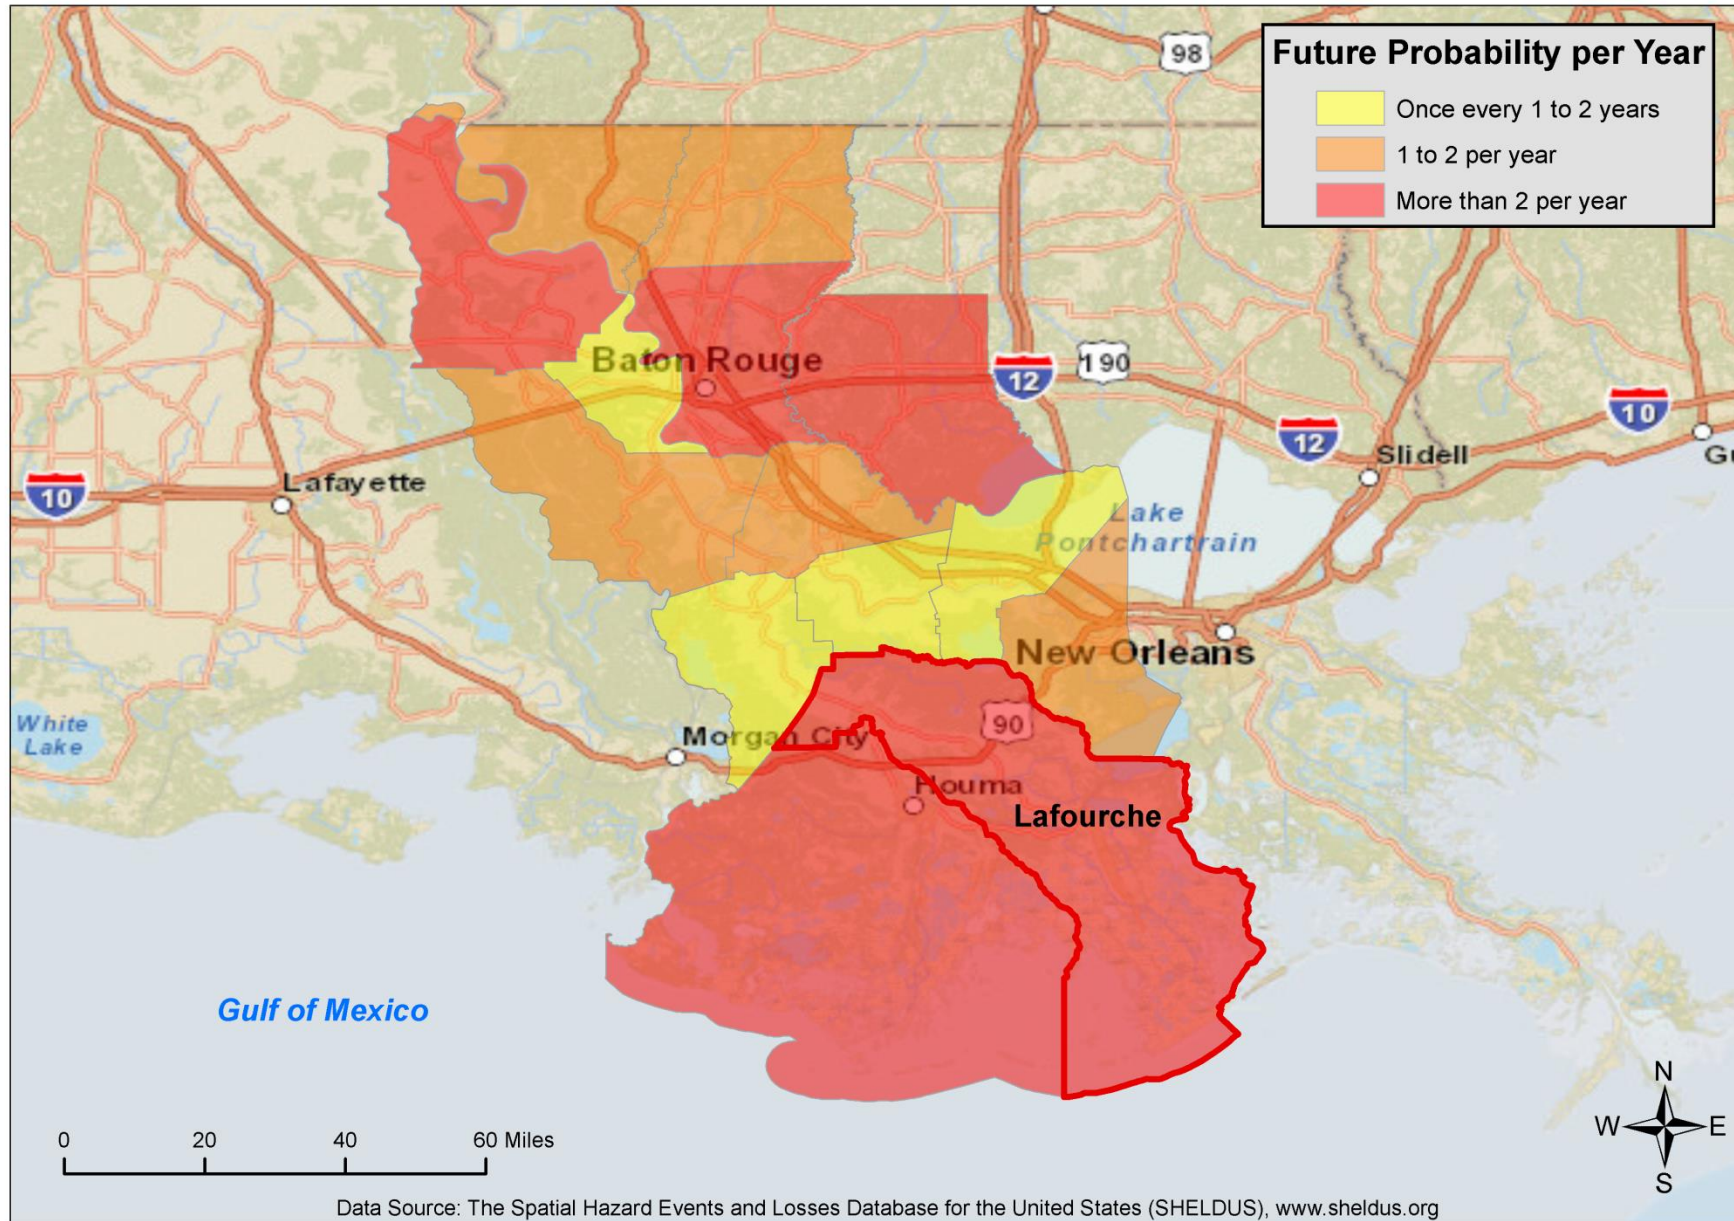 Future Probability per Year
Once every 1 to 2 years
1 to 2 per year
More than 2 per year
98
Baton Rouge
12
190
10
12
Slidell
Lafayette
10
Lake
Pontchartrain
New Orleans
White
Lake
Morgan City
90
Houma
Lafourche
Gulf of Mexico
0 20 40 60 Miles
N
W E
S
Data Source: The Spatial Hazard Events and Losses Database for the United States (SHELDUS), www.sheldus.org